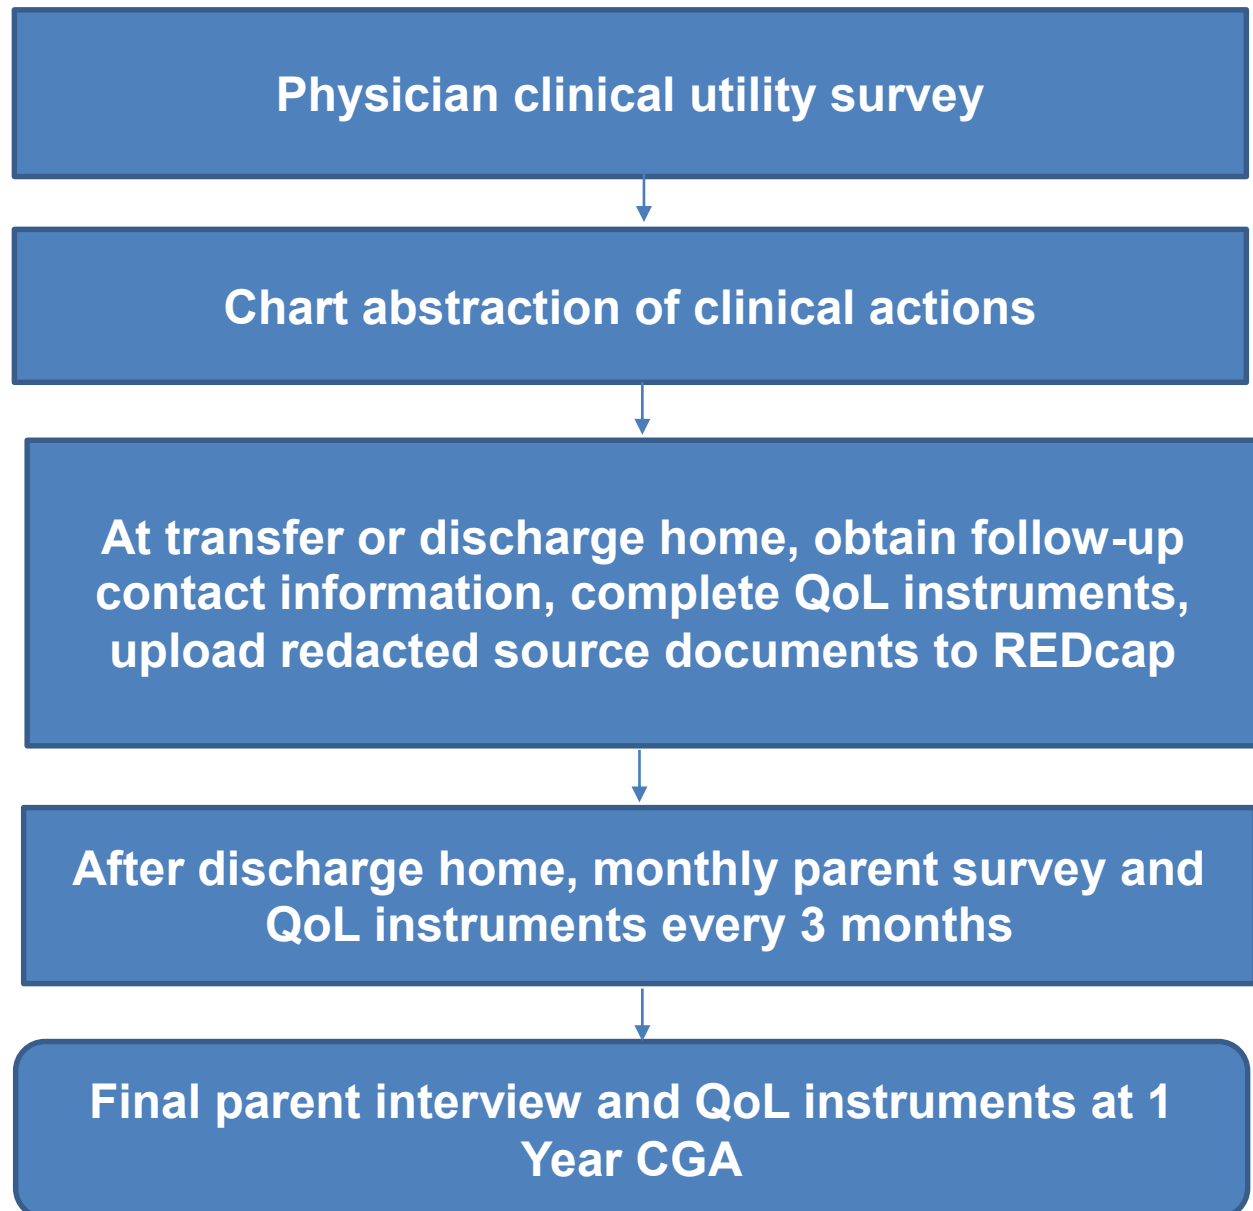 Physician clinical utility survey
Chart abstraction of clinical actions
At transfer or discharge home, obtain follow-up
contact information, complete QoL instruments,
upload redacted source documents to REDcap
After discharge home, monthly parent survey and
QoL instruments every 3 months
Final parent interview and QoL instruments at 1
Year CGA